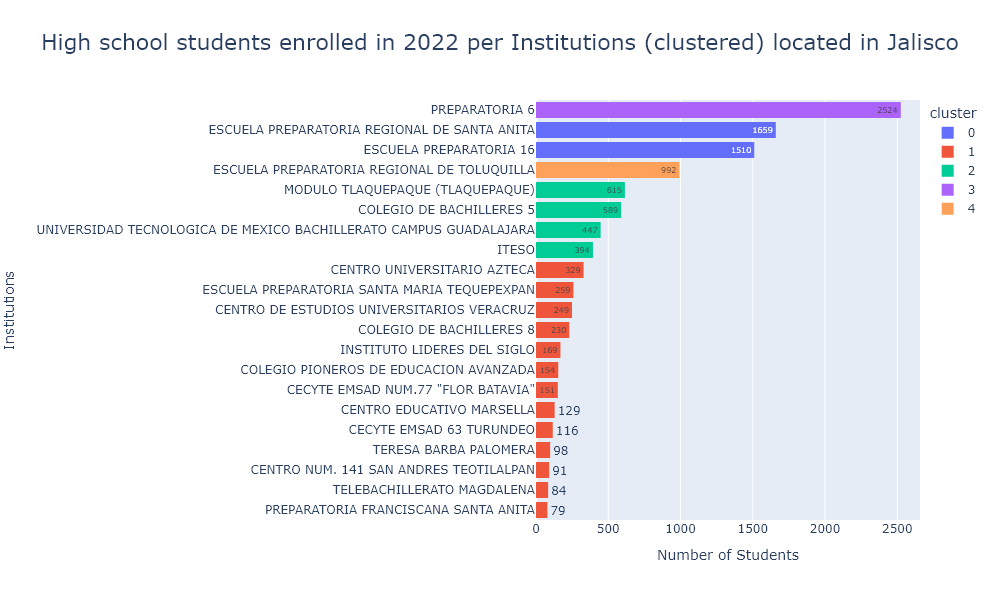 High school students enrolled in 2022 per Institutions (clustered) located in Jalisco
Institutions
PREPARATORIA 6 2524
ESCUELA PREPARATORIA REGIONAL DE SANTA ANITA 1659
ESCUELA PREPARATORIA 16 1510
ESCUELA PREPARATORIA REGIONAL DE TOLUQUILLA 992
MODULO TLAQUEPAQUE (TLAQUEPAQUE) 615
COLEGIO DE BACHILLERES 5 589
UNIVERSIDAD TECNOLOGICA DE MEXICO BACHILLERATO CAMPUS GUADALAJARA 447
ITESO 394
CENTRO UNIVERSITARIO AZTECA 329
ESCUELA PREPARATORIA SANTA MARIA TEQUEPEXPAN 259
CENTRO DE ESTUDIOS UNIVERSITARIOS VERACRUZ 249
COLEGIO DE BACHILLERES 8 230
INSTITUTO LIDERES DEL SIGLO 169
COLEGIO PIONEROS DE EDUCACION AVANZADA 154
CECYTE EMSAD NUM.77 "FLOR BATAVIA" 151
CENTRO EDUCATIVO MARSELLA 129
CECYTE EMSAD 63 TURUNDEO 116
TERESA BARBA PALOMERA 98
CENTRO NUM. 141 SAN ANDRES TEOTILALPAN 91
TELEBACHILLERATO MAGDALENA 84
PREPARATORIA FRANCISCANA SANTA ANITA 79
0 500 1000 1500 2000 2500
Number of Students
cluster
0
1
2
3
4